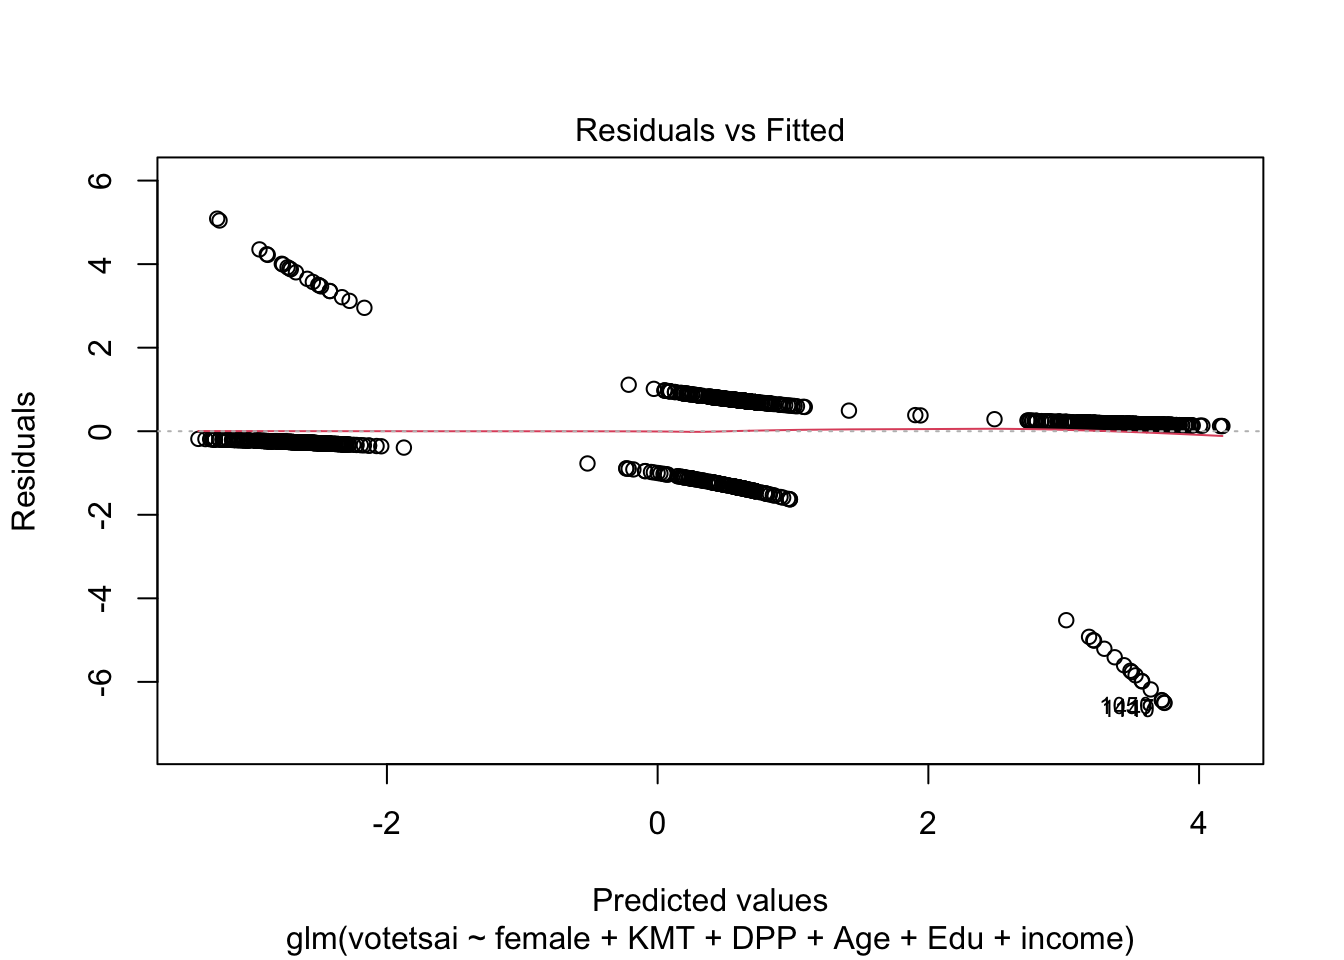 Residuals vs Fitted
Residuals
6
4
2
0
-2
-4
-6
-2
0
2
4
Predicted values
glm(votetsai ~ female + KMT + DPP + Age + Edu + income)